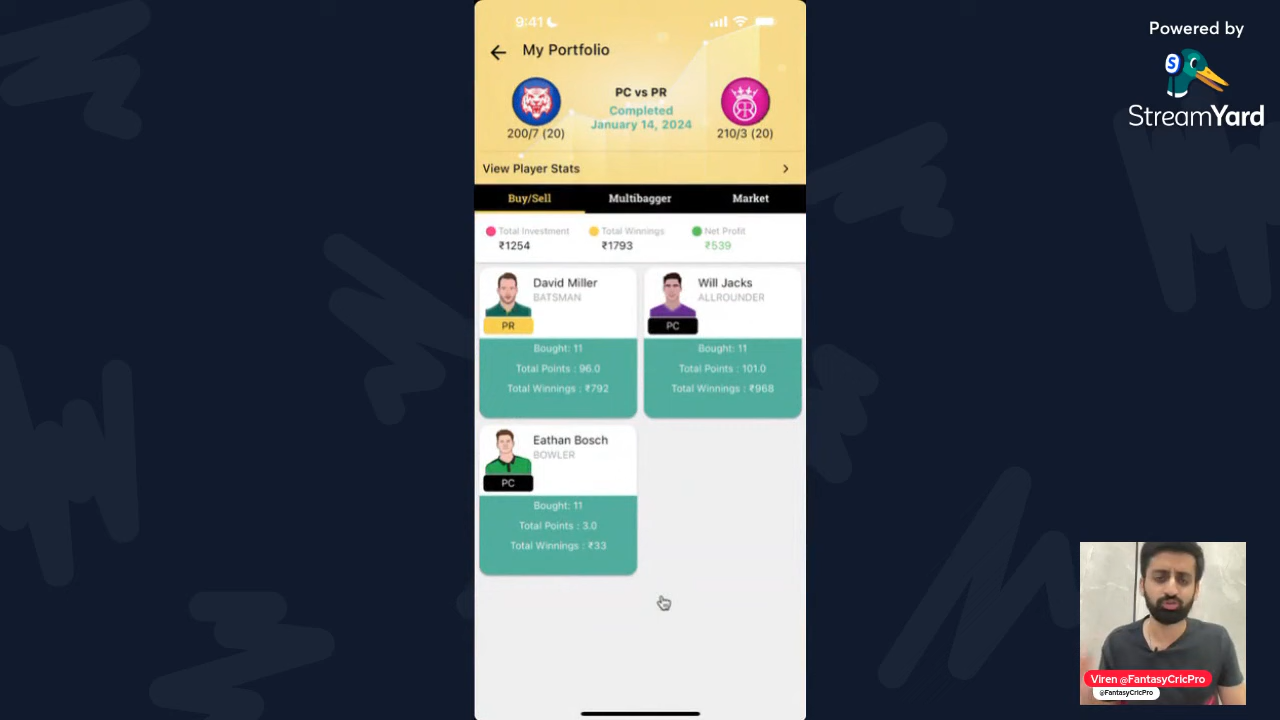 9:41
My Portfolio
PC vs PR
Completed
January 14, 2024
200/7 (20)
210/3 (20)
View Player Stats
Buy/Sell
Multibagger
Market
Total Investment
₹1254
Total Winnings
₹1793
Net Profit
₹539
David Miller
BATSMAN
PR
Bought: 11
Total Points : 96.0
Total Winnings : ₹792
Will Jacks
ALLROUNDER
PC
Bought: 11
Total Points : 101.0
Total Winnings : ₹968
Eathan Bosch
BOWLER
PC
Bought: 11
Total Points : 3.0
Total Winnings : ₹33
Powered by
S
StreamYard
Viren @FantasyCricPro
@FantasyCricPro